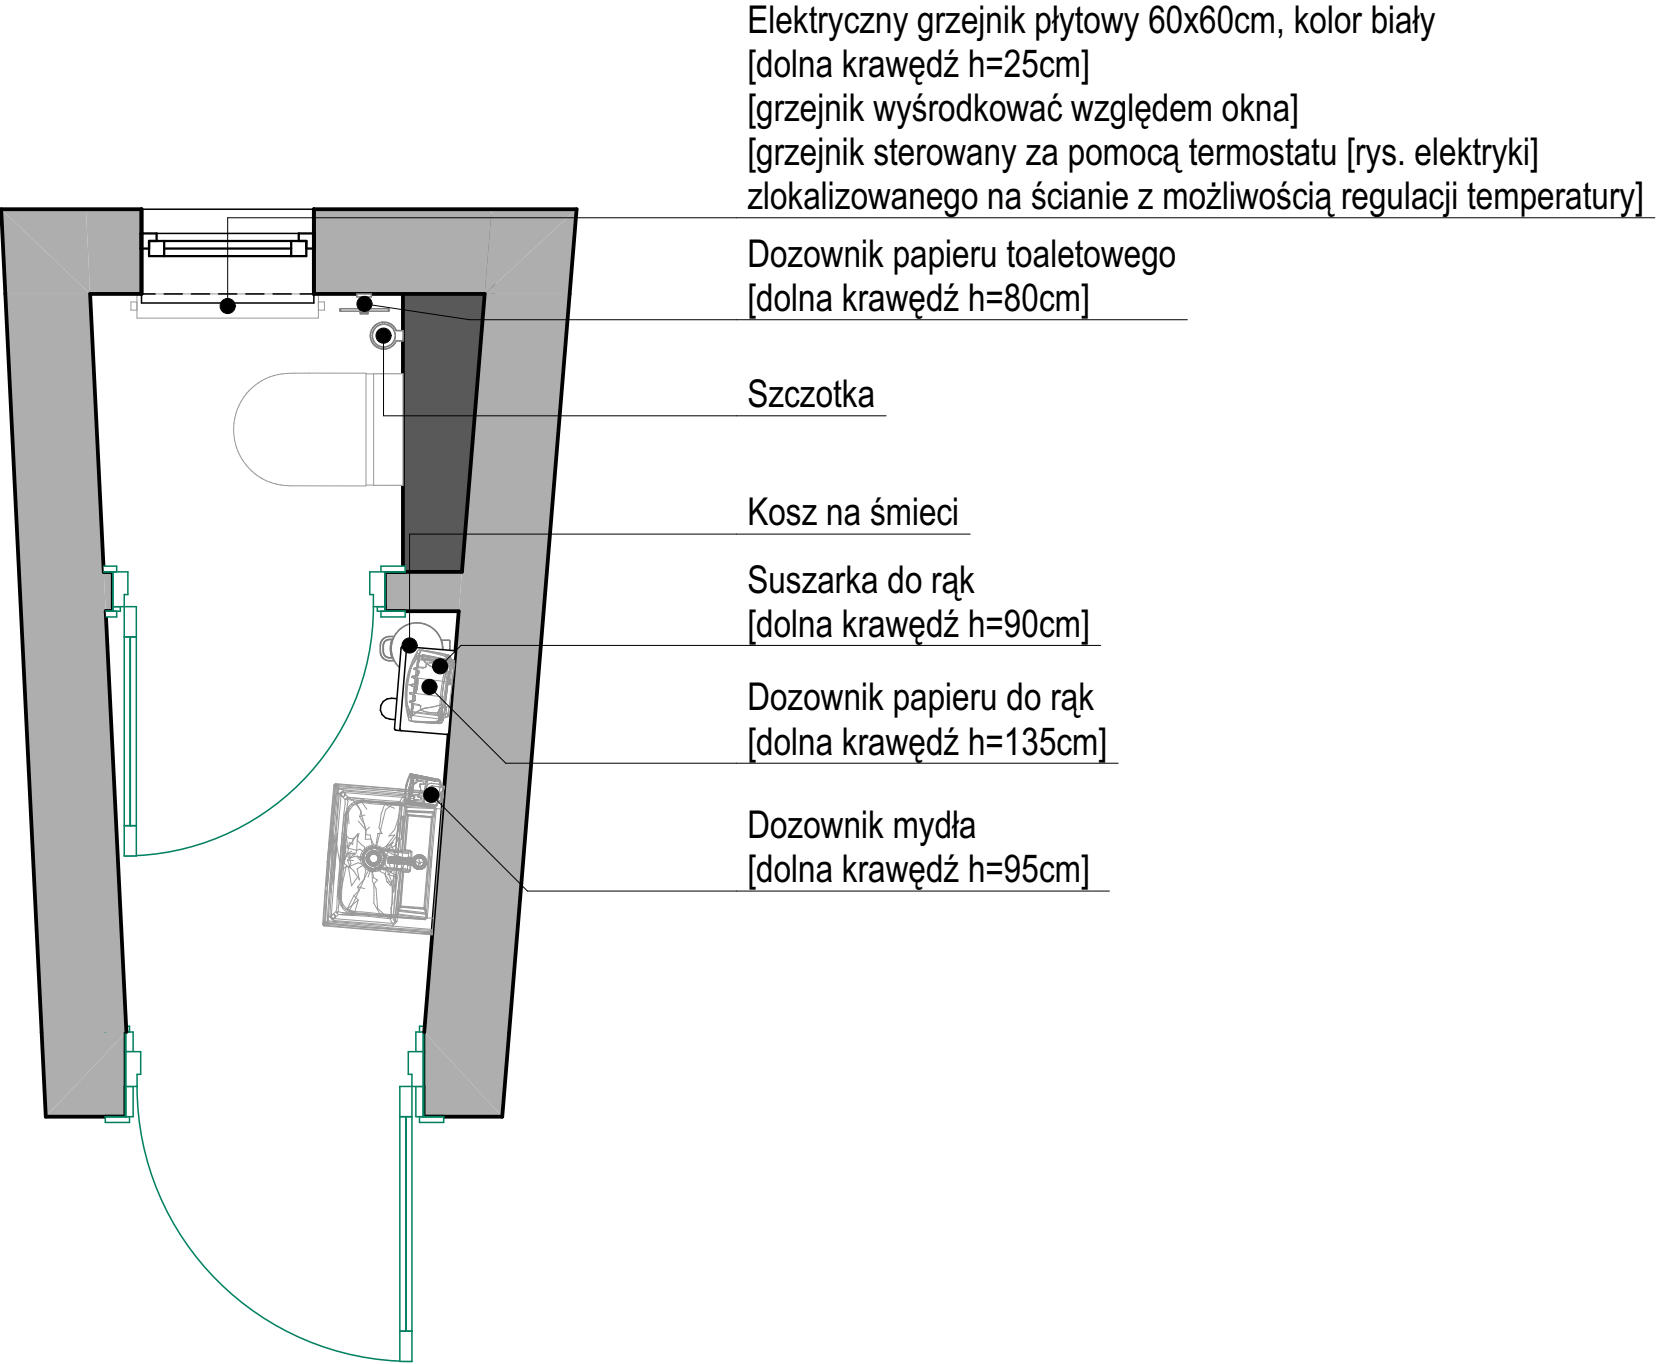 Elektryczny grzejnik płytowy 60x60cm, kolor biały
[dolna krawędź h=25cm]
[grzejnik wyśrodkować względem okna]
[grzejnik sterowany za pomocą termostatu [rys. elektryki]
zlokalizowanego na ścianie z możliwością regulacji temperatury]
Dozownik papieru toaletowego
[dolna krawędź h=80cm]
Szczotka
Kosz na śmieci
Suszarka do rąk
[dolna krawędź h=90cm]
Dozownik papieru do rąk
[dolna krawędź h=135cm]
Dozownik mydła
[dolna krawędź h=95cm]